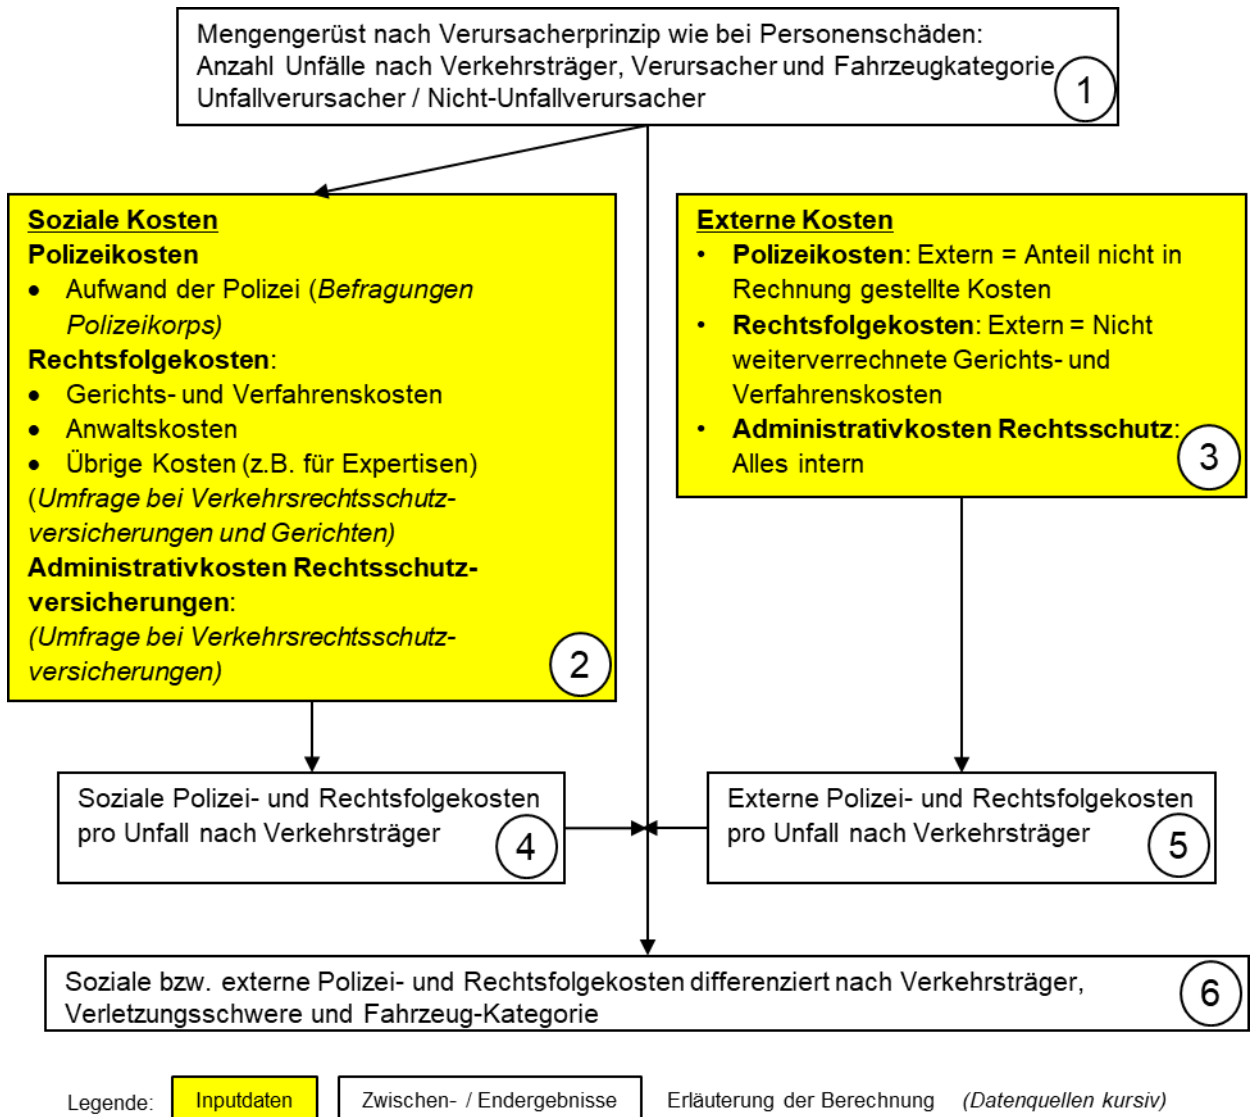 Mengengerüst nach Verursacherprinzip wie bei Personenschäden:
Anzahl Unfälle nach Verkehrsträger, Verursacher und Fahrzeugkategorie
Unfallverursacher / Nicht-Unfallverursacher
1
Soziale Kosten
Polizeikosten
• Aufwand der Polizei (Befragungen
Polizeikorps)
Rechtsfolgekosten:
• Gerichts- und Verfahrenskosten
• Anwaltskosten
• Übrige Kosten (z.B. für Expertisen)
(Umfrage bei Verkehrsrechtsschutz-
versicherungen und Gerichten)
Administrativkosten Rechtsschutz-
versicherungen:
(Umfrage bei Verkehrsrechtsschutz-
versicherungen)
2
Externe Kosten
• Polizeikosten: Extern = Anteil nicht in
Rechnung gestellte Kosten
• Rechtsfolgekosten: Extern = Nicht
weiterverrechnete Gerichts- und
Verfahrenskosten
• Administrativkosten Rechtsschutz:
Alles intern
3
Soziale Polizei- und Rechtsfolgekosten
pro Unfall nach Verkehrsträger
4
Externe Polizei- und Rechtsfolgekosten
pro Unfall nach Verkehrsträger
5
Soziale bzw. externe Polizei- und Rechtsfolgekosten differenziert nach Verkehrsträger,
Verletzungsschwere und Fahrzeug-Kategorie
6
Legende: Inputdaten Zwischen- / Endergebnisse Erläuterung der Berechnung (Datenquellen kursiv)